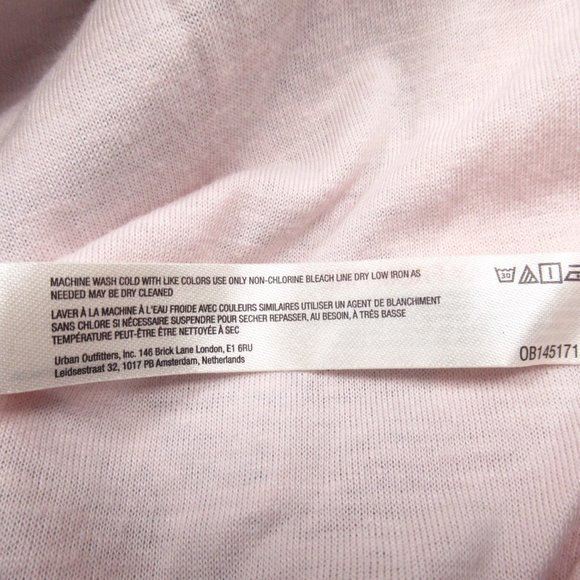 MACHINE WASH COLD WITH LIKE COLORS USE ONLY NON-CHLORINE BLEACH LINE DRY LOW IRON AS
NEEDED MAY BE DRY CLEANED
LAVER À LA MACHINE À L'EAU FROIDE AVEC COULEURS SIMILAIRES UTILISER UN AGENT DE BLANCHIMENT
SANS CHLORE SI NÉCESSAIRE SUSPENDRE POUR SECHER REPASSER, AU BESOIN, À TRÈS BASSE
TEMPÉRATURE PEUT-ÊTRE ÊTRE NETTOYÉE À SEC
Urban Outfitters, Inc. 146 Brick Lane London, E1 6RU
Leidsestraat 32, 1017 PB Amsterdam, Netherlands
30
OB145171